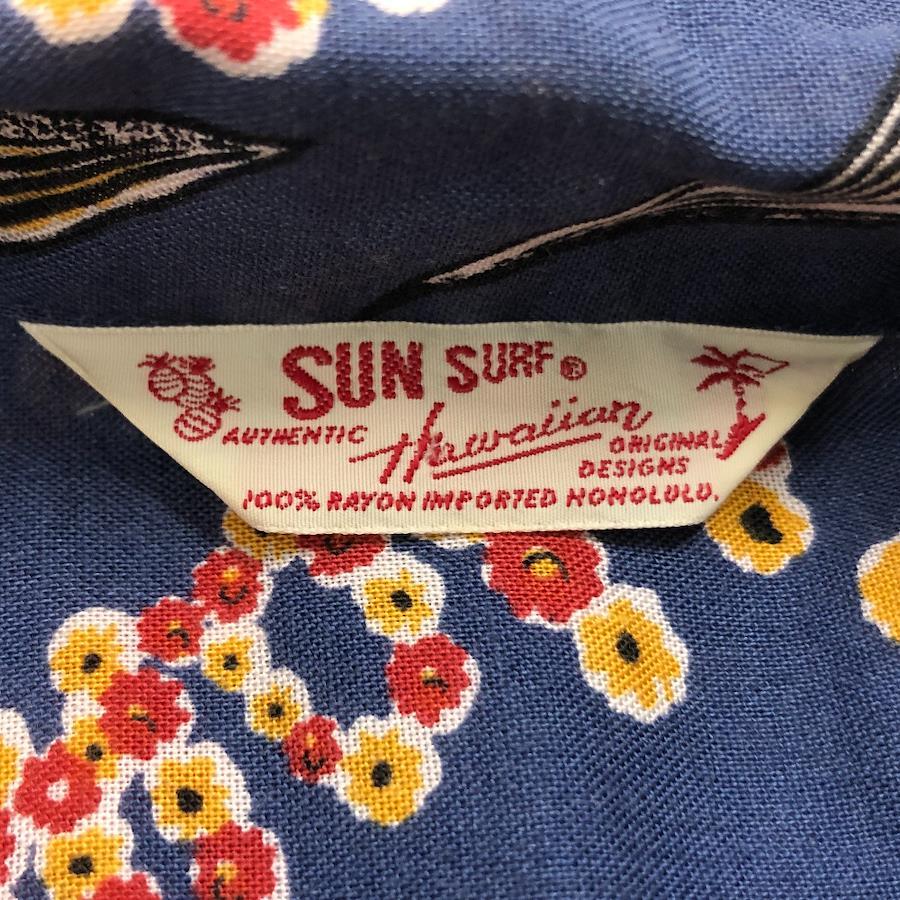 SUN SURF®
AUTHENTIC Hawaiian ORIGINAL
DESIGNS
100% RAYON IMPORTED HONOLULU.